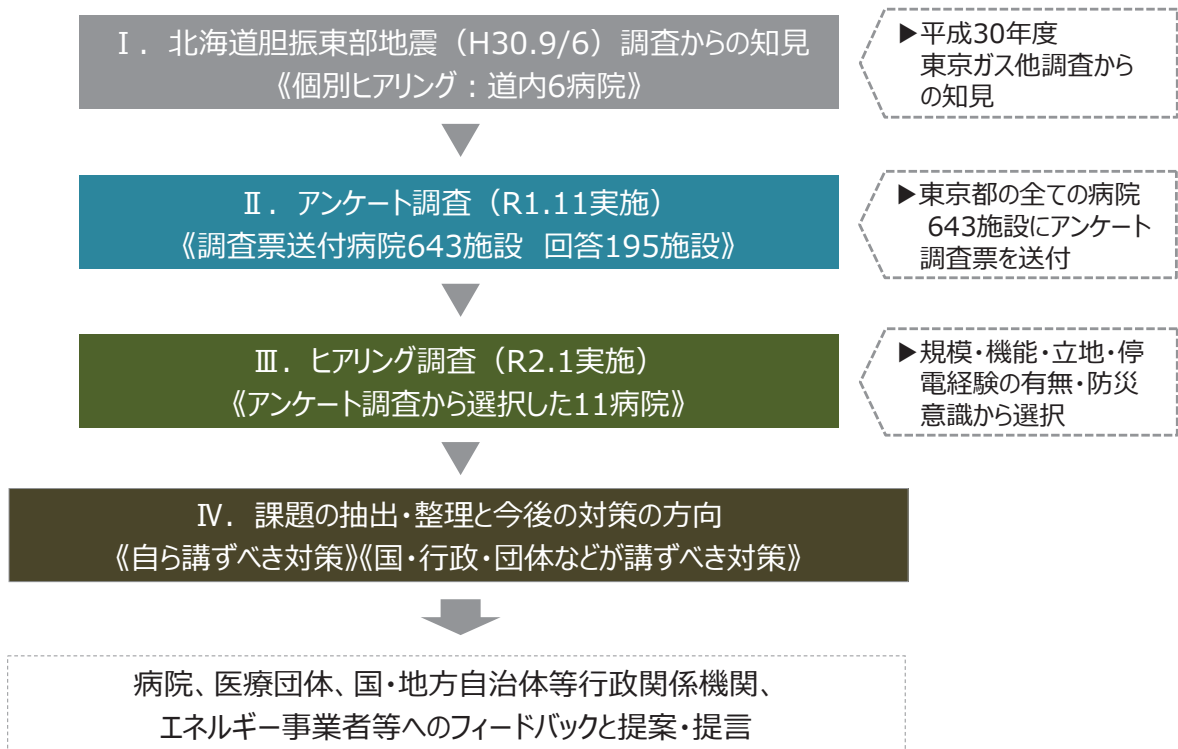 Ⅰ．北海道胆振東部地震（H30.9/6）調査からの知見
《個別ヒアリング：道内6病院》
▶平成30年度
東京ガス他調査から
の知見
Ⅱ．アンケート調査（R1.11実施）
《調査票送付病院643施設 回答195施設》
▶東京都の全ての病院
643施設にアンケート
調査票を送付
Ⅲ．ヒアリング調査（R2.1実施）
《アンケート調査から選択した11病院》
▶規模・機能・立地・停
電経験の有無・防災
意識から選択
Ⅳ．課題の抽出・整理と今後の対策の方向
《自ら講ずべき対策》《国・行政・団体などが講ずべき対策》
病院、医療団体、国・地方自治体等行政関係機関、
エネルギー事業者等へのフィードバックと提案・提言